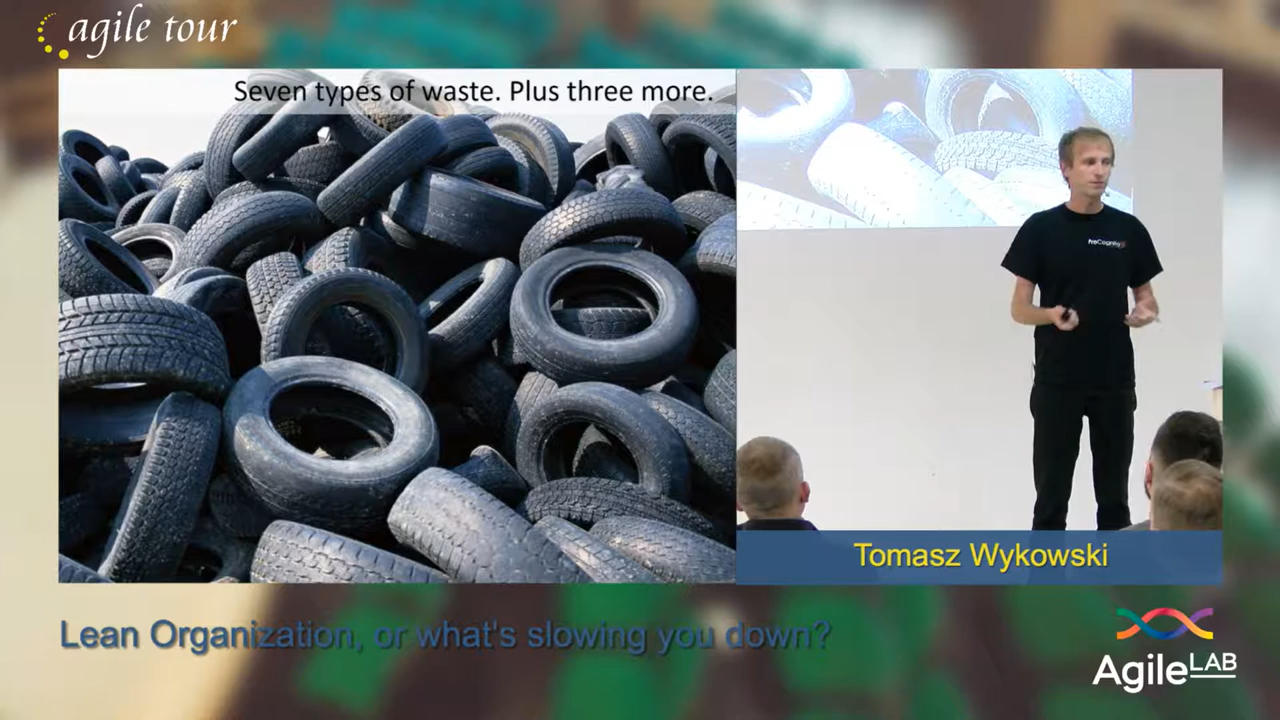 agile tour
Seven types of waste. Plus three more.
ProCognita
Tomasz Wykowski
Lean Organization, or what's slowing you down?
AgileLAB